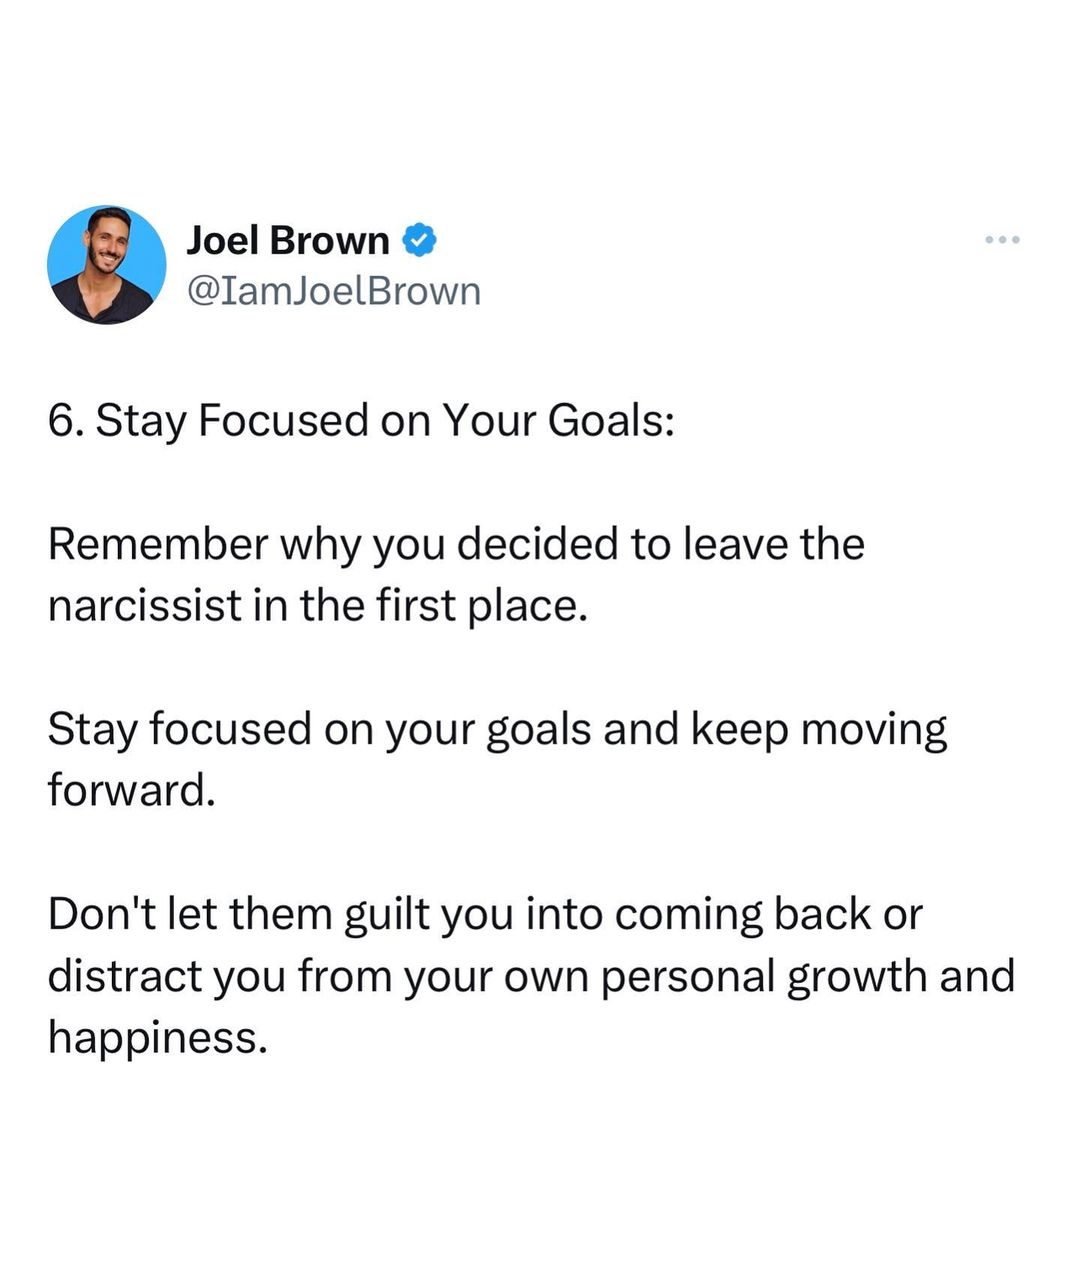 Joel Brown
@IamJoelBrown
6. Stay Focused on Your Goals:
Remember why you decided to leave the
narcissist in the first place.
Stay focused on your goals and keep moving
forward.
Don't let them guilt you into coming back or
distract you from your own personal growth and
happiness.